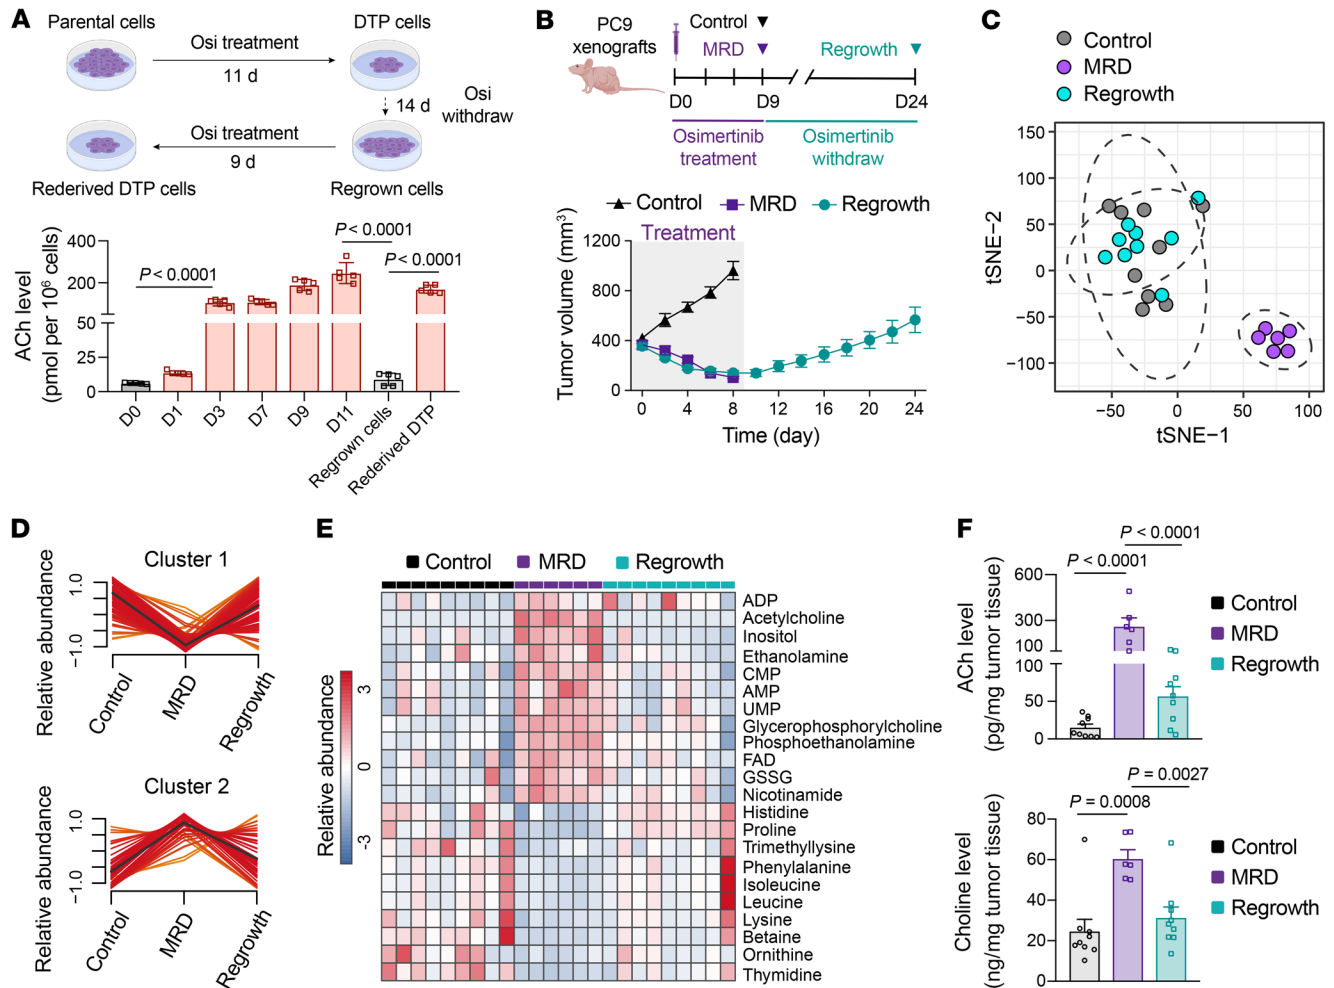 A
Parental cells
DTP cells
Osi treatment
11 d
14 d
Osi
withdraw
Osi treatment
9 d
Rederived DTP cells
Regrown cells
ACh level
(pmol per 10⁶ cells)
400
200
50
25
0
P < 0.0001
P < 0.0001
P < 0.0001
D0
D1
D3
D7
D9
D11
Regrown cells
Rederived DTP
B
PC9
xenografts
Control
MRD
Regrowth
D0
D9
D24
Osimertinib
treatment
Osimertinib
withdraw
Control
MRD
Regrowth
Treatment
Tumor volume (mm³)
1200
800
400
0
0
4
8
12
16
20
24
Time (day)
C
Control
MRD
Regrowth
tSNE-2
150
100
50
0
−50
−100
−50
0
50
100
tSNE−1
D
Cluster 1
Relative abundance
1.0
−1.0
Control
MRD
Regrowth
Cluster 2
Relative abundance
1.0
−1.0
Control
MRD
Regrowth
E
Control
MRD
Regrowth
Relative abundance
3
0
-3
ADP
Acetylcholine
Inositol
Ethanolamine
CMP
AMP
UMP
Glycerophosphorylcholine
Phosphoethanolamine
FAD
GSSG
Nicotinamide
Histidine
Proline
Trimethyllysine
Phenylalanine
Isoleucine
Leucine
Lysine
Betaine
Ornithine
Thymidine
F
P < 0.0001
P < 0.0001
ACh level
(pg/mg tumor tissue)
600
300
100
100
50
0
Control
MRD
Regrowth
P = 0.0027
P = 0.0008
Choline level
(ng/mg tumor tissue)
80
60
40
20
0
Control
MRD
Regrowth